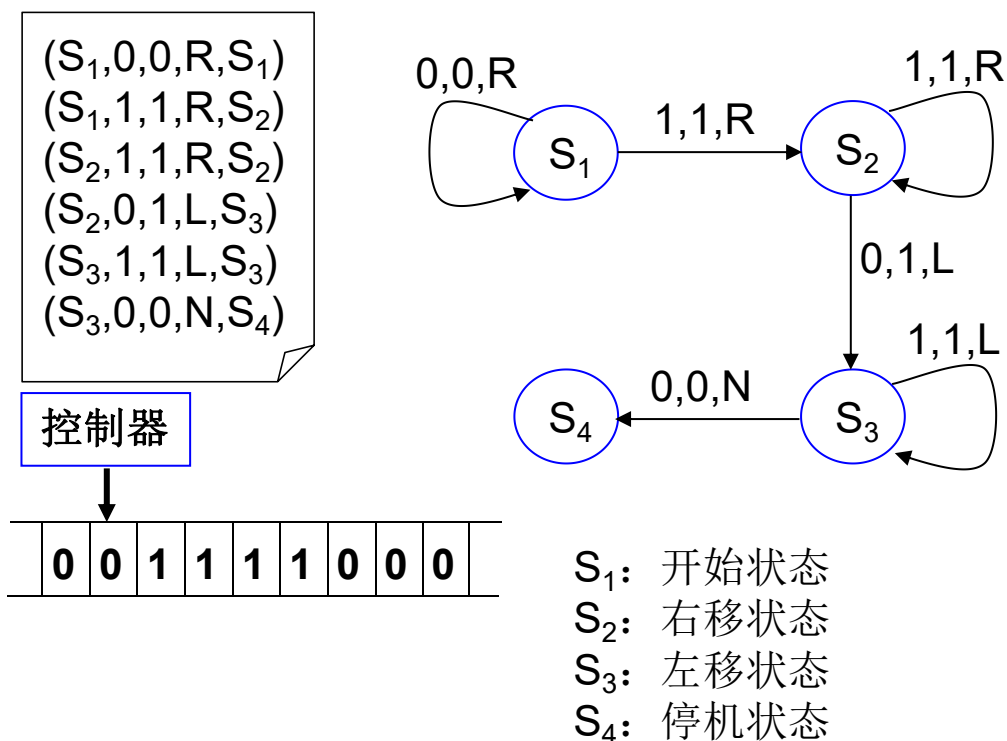 (S₁,0,0,R,S₁)
(S₁,1,1,R,S₂)
(S₂,1,1,R,S₂)
(S₂,0,1,L,S₃)
(S₃,1,1,L,S₃)
(S₃,0,0,N,S₄)
控制器
0 0 1 1 1 1 0 0 0
0,0,R
1,1,R
1,1,R
S₁
S₂
0,1,L
1,1,L
0,0,N
S₄
S₃
S₁：开始状态
S₂：右移状态
S₃：左移状态
S₄：停机状态